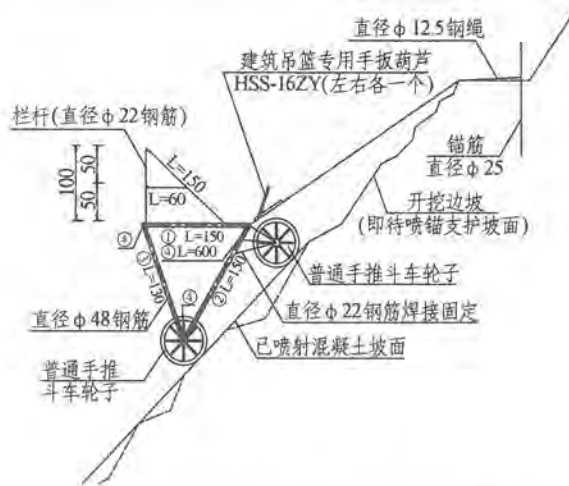 直径ϕ12.5钢绳
建筑吊篮专用手扳葫芦
HSS-16ZY(左右各一个)
栏杆(直径ϕ22钢筋)
锚筋
直径ϕ25
100
50
50
L=150
L=60
开挖边坡
(即待喷锚支护坡面)
④
① L=150
④ L=600
③L=130
②L=150
④
普通手推斗车轮子
直径ϕ48钢筋
直径ϕ22钢筋焊接固定
已喷射混凝土坡面
普通手推
斗车轮子